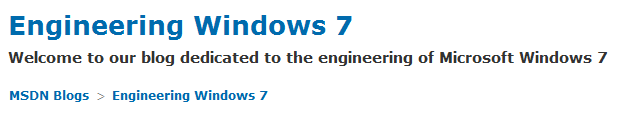 Engineering Windows 7
Welcome to our blog dedicated to the engineering of Microsoft Windows 7
MSDN Blogs > Engineering Windows 7